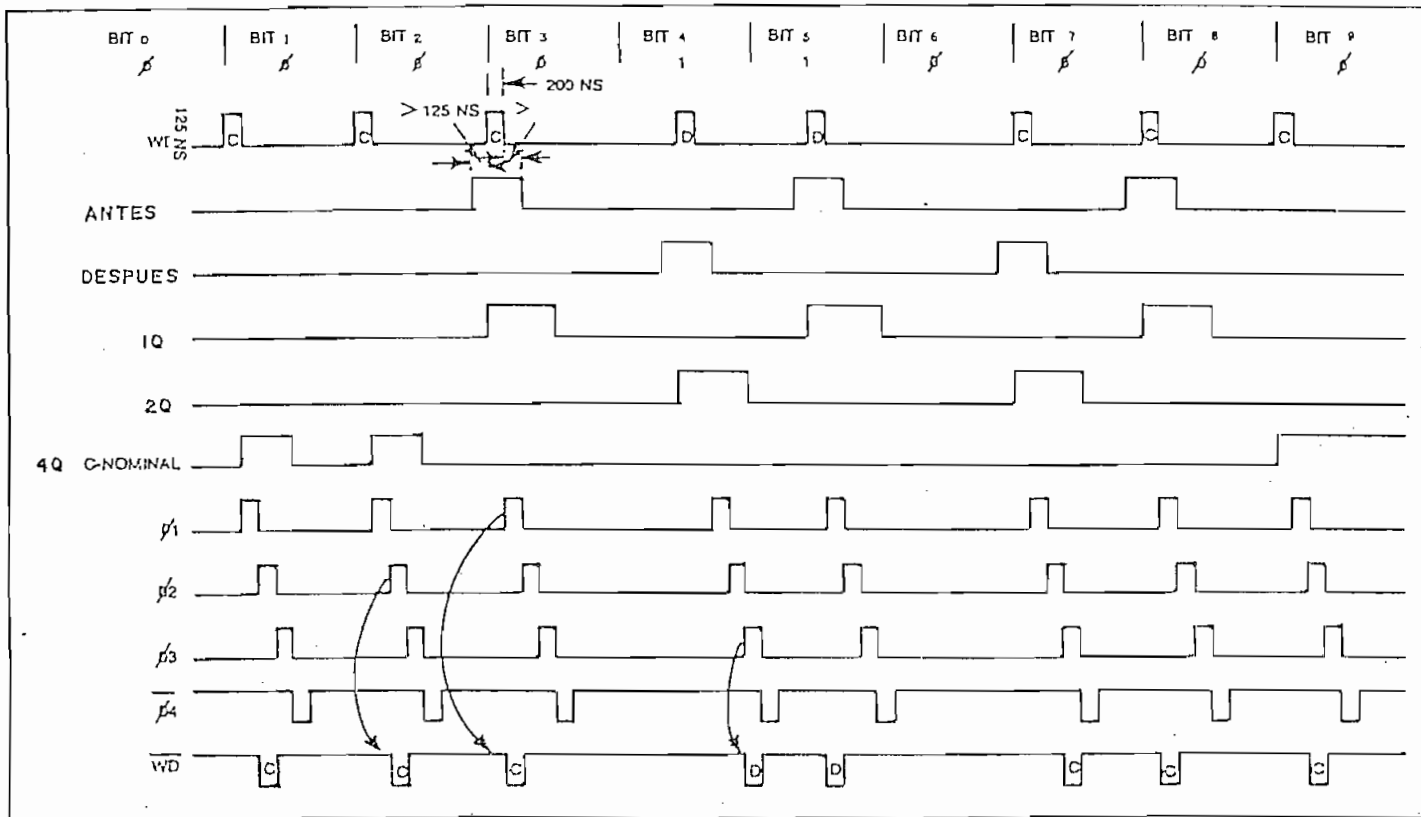 BIT 0 BIT 1 BIT 2 BIT 3 BIT 4 BIT 5 BIT 6 BIT 7 BIT 8 BIT 9
Ø Ø Ø Ø 1 1 Ø Ø Ø Ø
200 NS
> 125 NS >
125 NS
WD C C C D D C C C
ANTES
DESPUES
1Q
2Q
4Q C-NOMINAL
Ø1
Ø2
Ø3
Ø4
WD C C C D D C C C